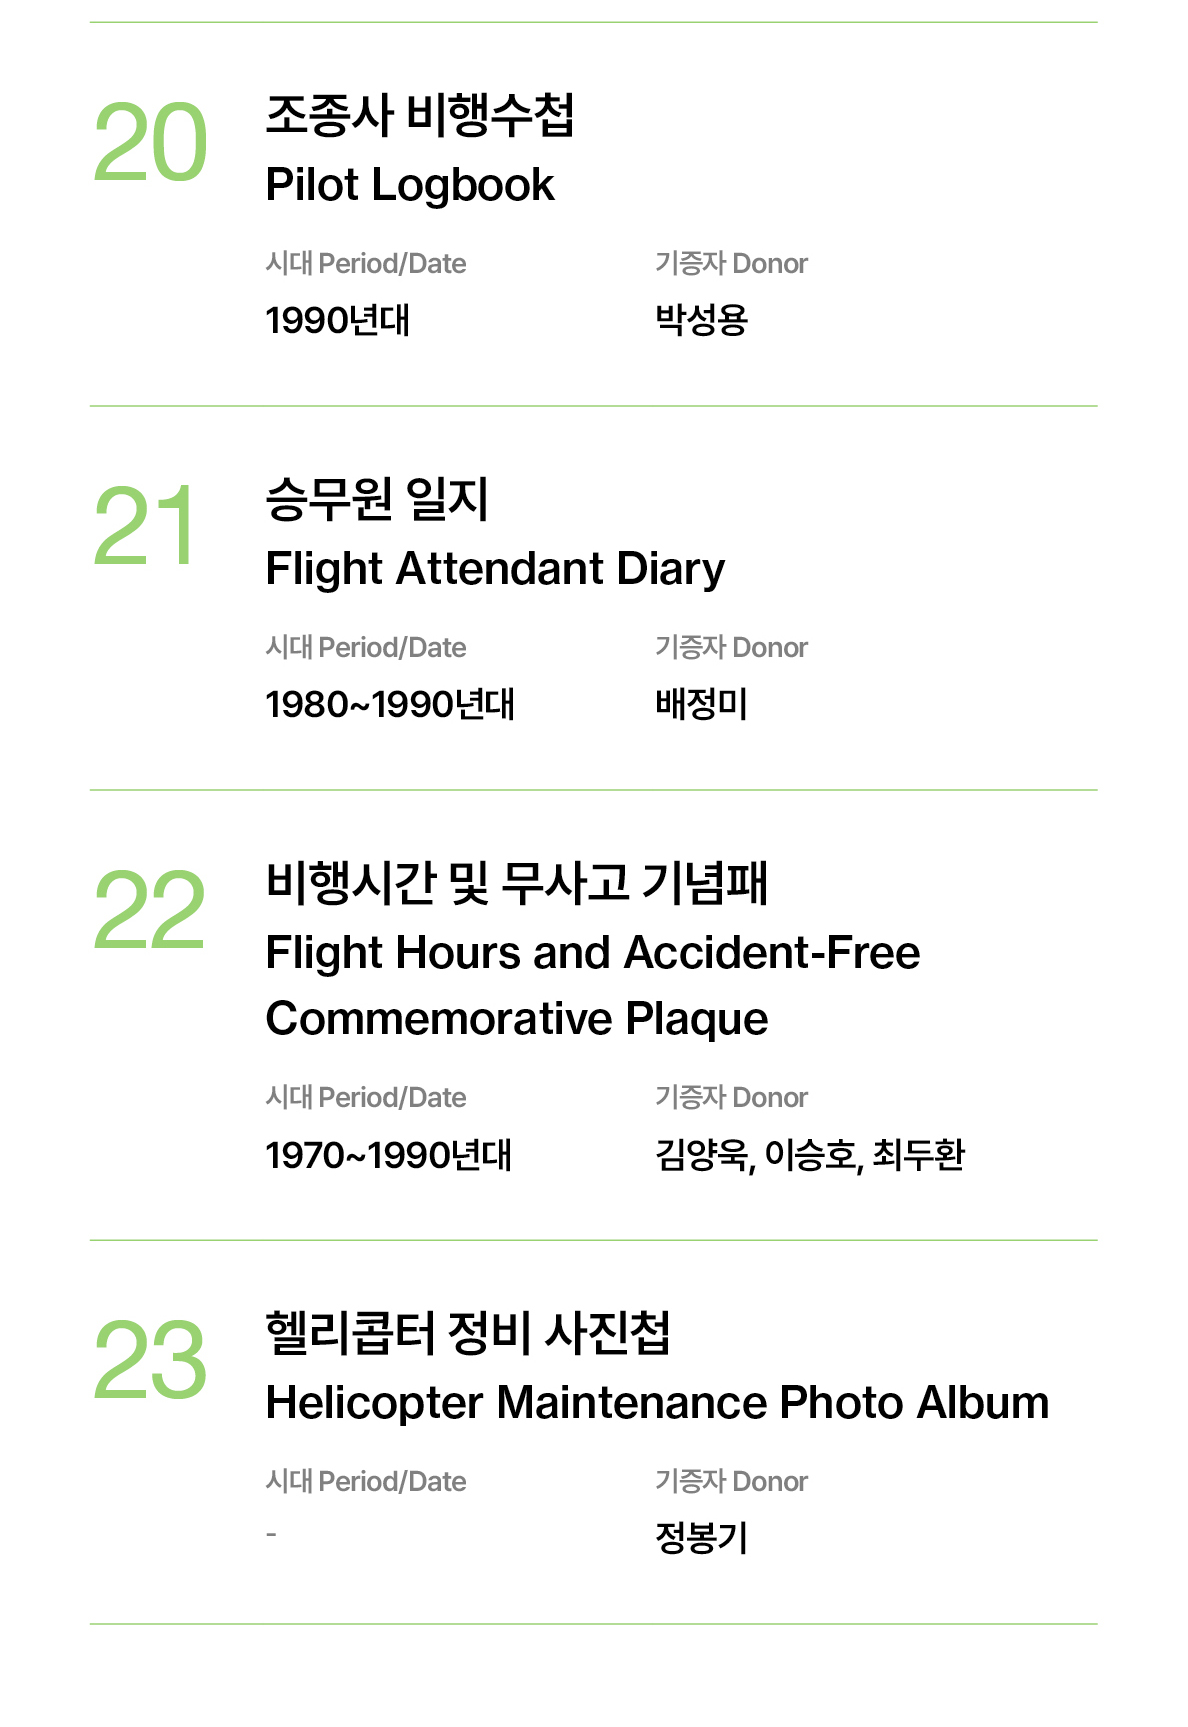 20
조종사 비행수첩
Pilot Logbook
시대 Period/Date
기증자 Donor
1990년대
박성용
21
승무원 일지
Flight Attendant Diary
시대 Period/Date
기증자 Donor
1980~1990년대
배정미
22
비행시간 및 무사고 기념패
Flight Hours and Accident-Free
Commemorative Plaque
시대 Period/Date
기증자 Donor
1970~1990년대
김양욱, 이승호, 최두환
23
헬리콥터 정비 사진첩
Helicopter Maintenance Photo Album
시대 Period/Date
기증자 Donor
-
정봉기